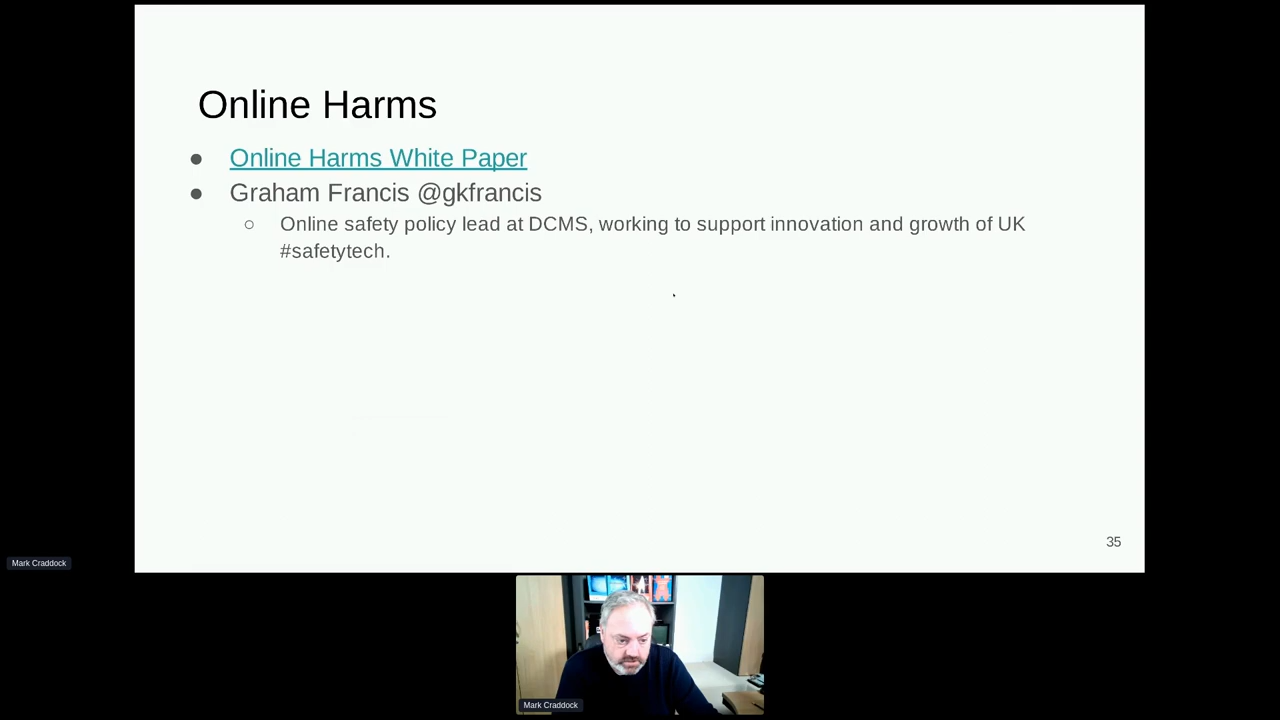 Online Harms
● Online Harms White Paper
● Graham Francis @gkfrancis
○ Online safety policy lead at DCMS, working to support innovation and growth of UK
#safetytech.
35
Mark Craddock
Mark Craddock